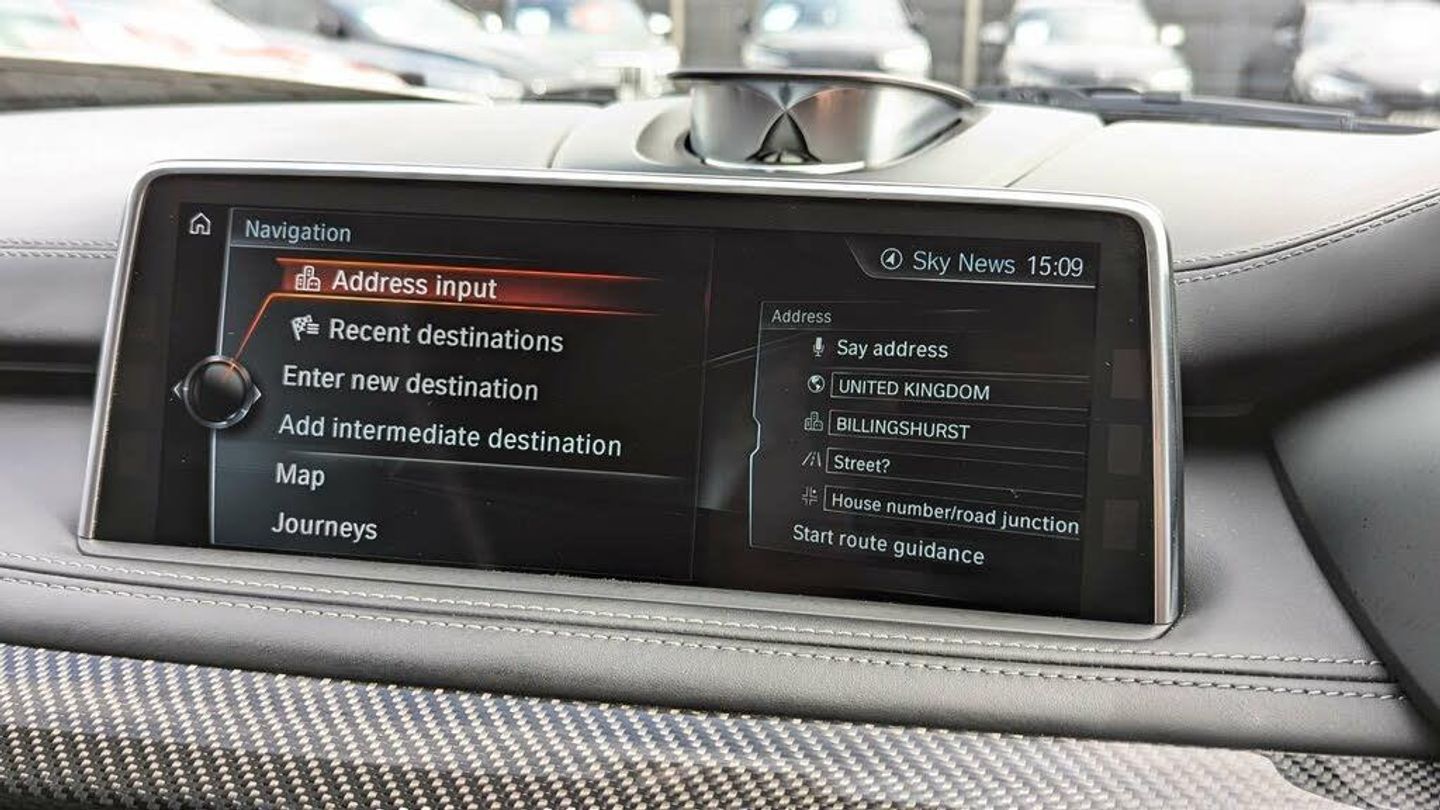 Navigation
Address input
Recent destinations
Enter new destination
Add intermediate destination
Map
Journeys
Sky News 15:09
Address
Say address
UNITED KINGDOM
BILLINGSHURST
Street?
House number/road junction
Start route guidance